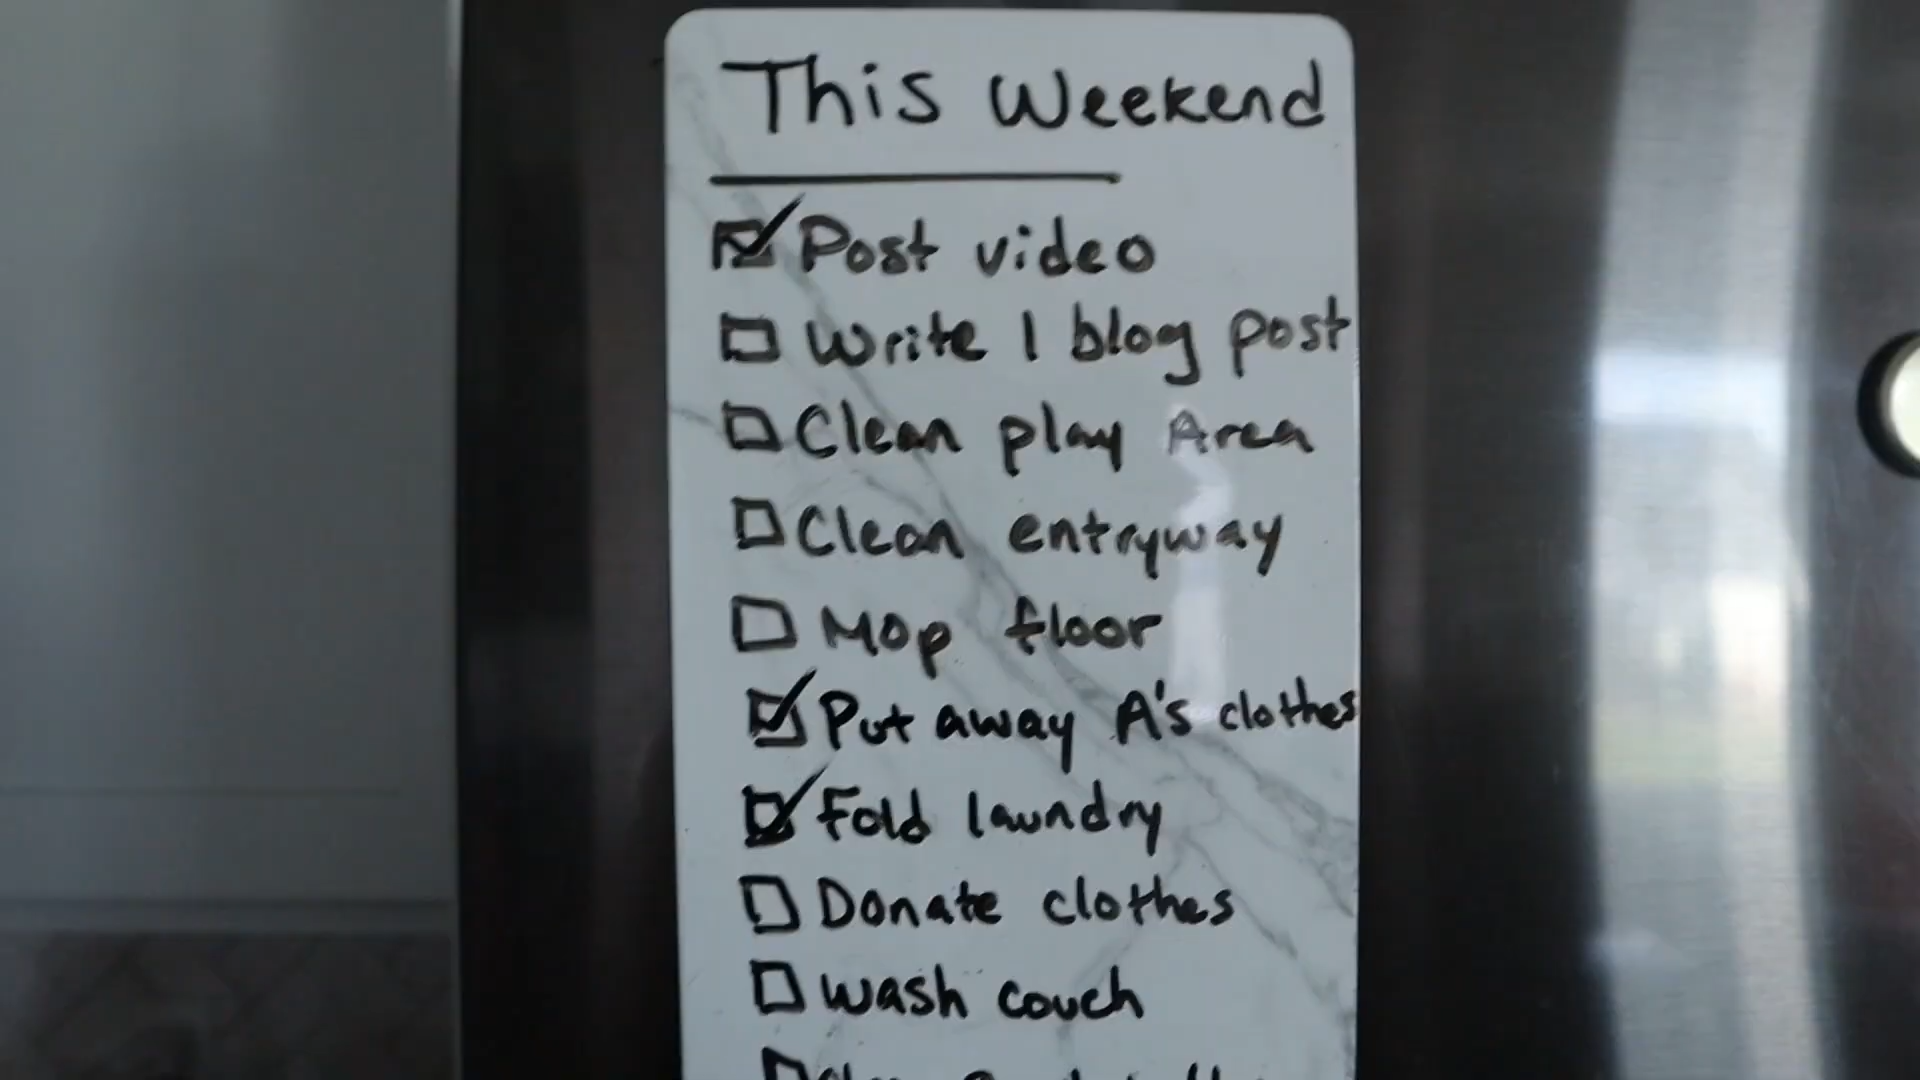 This Weekend
☑ Post video
☐ Write 1 blog post
☐ Clean play Area
☐ Clean entryway
☐ Mop floor
☑ Put away A's clothes
☑ Fold laundry
☐ Donate clothes
☐ Wash couch